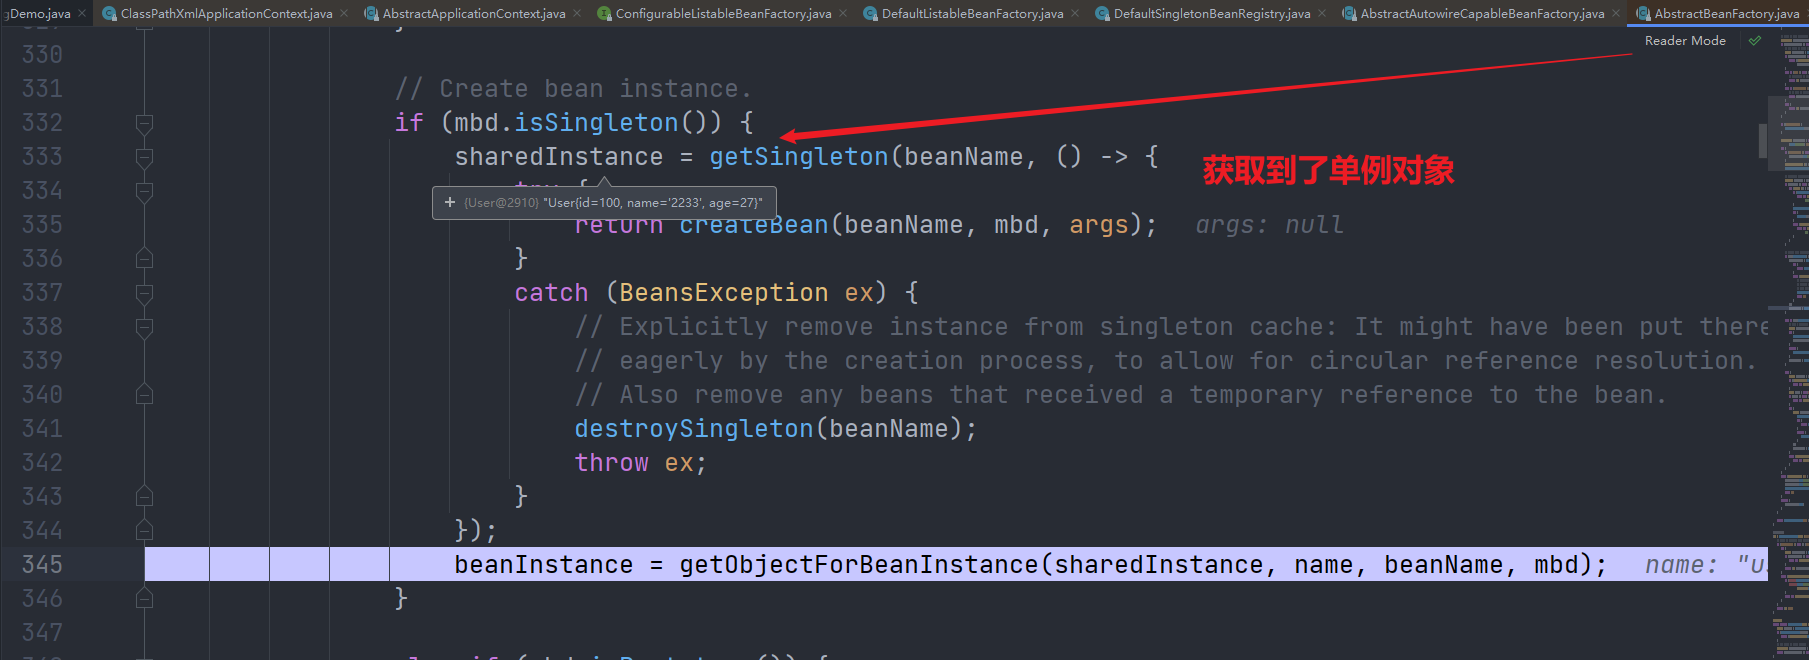 gDemo.java ClassPathXmlApplicationContext.java AbstractApplicationContext.java ConfigurableListableBeanFactory.java DefaultListableBeanFactory.java DefaultSingletonBeanRegistry.java AbstractAutowireCapableBeanFactory.java AbstractBeanFactory.java
Reader Mode
330
331 // Create bean instance.
332 if (mbd.isSingleton()) {
333 sharedInstance = getSingleton(beanName, () -> {
获取到了单例对象
334 try {
+ {User@2910} "User{id=100, name='2233', age=27}"
335 return createBean(beanName, mbd, args); args: null
336 }
337 catch (BeansException ex) {
338 // Explicitly remove instance from singleton cache: It might have been put there
339 // eagerly by the creation process, to allow for circular reference resolution.
340 // Also remove any beans that received a temporary reference to the bean.
341 destroySingleton(beanName);
342 throw ex;
343 }
344 });
345 beanInstance = getObjectForBeanInstance(sharedInstance, name, beanName, mbd); name: "u
346 }
347